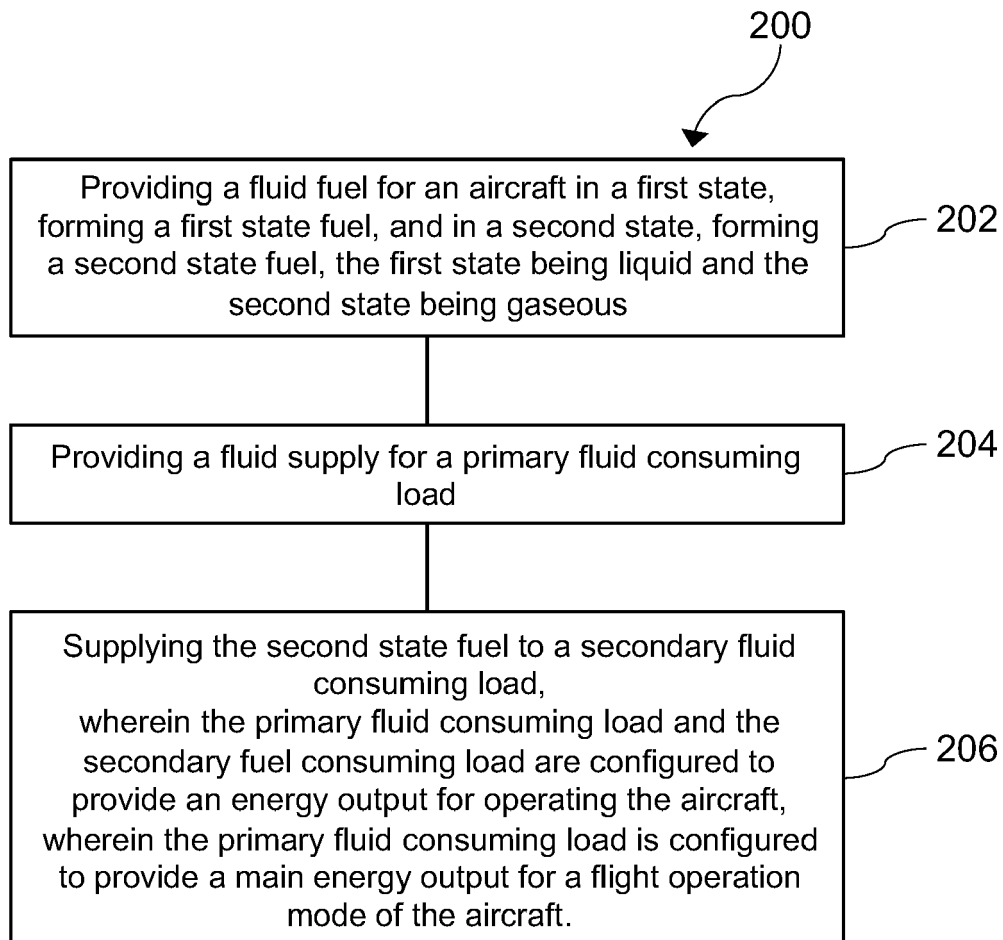 200
Providing a fluid fuel for an aircraft in a first state,
forming a first state fuel, and in a second state, forming
a second state fuel, the first state being liquid and the
second state being gaseous
202
Providing a fluid supply for a primary fluid consuming
load
204
Supplying the second state fuel to a secondary fluid
consuming load,
wherein the primary fluid consuming load and the
secondary fuel consuming load are configured to
provide an energy output for operating the aircraft,
wherein the primary fluid consuming load is configured
to provide a main energy output for a flight operation
mode of the aircraft.
206